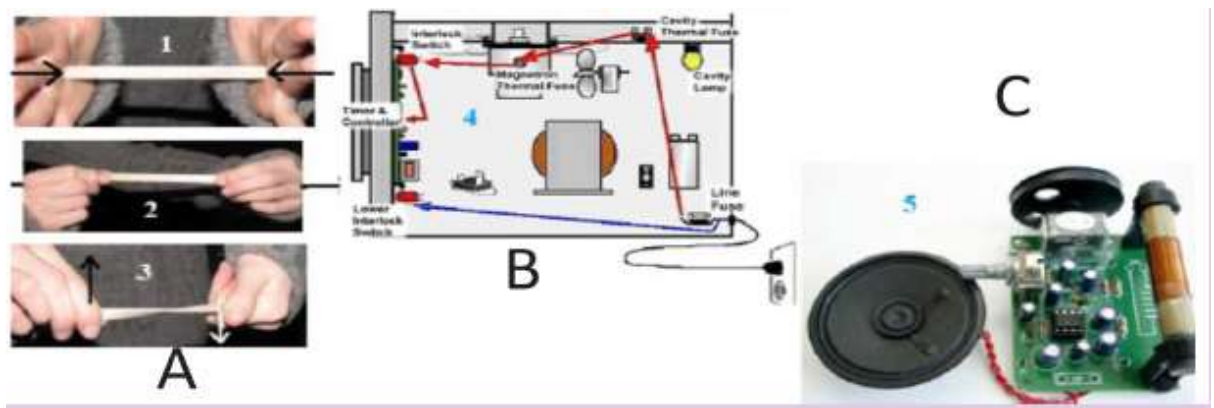 1
2
3
A
Interlock
Switch
Cavity
Thermal Fuse
Magnetron
Thermal Fuse
Cavity
Lamp
Timer &
Controller
4
Line
Fuse
Lower
Interlock
Switch
B
C
5